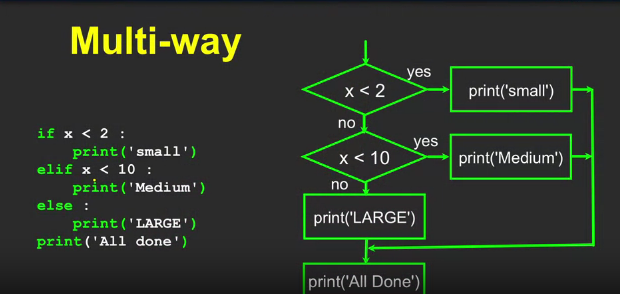 Multi-way
if x < 2 :
    print('small')
elif x < 10 :
    print('Medium')
else :
    print('LARGE')
print('All done')
x < 2
yes
print('small')
no
x < 10
yes
print('Medium')
no
print('LARGE')
print('All Done')